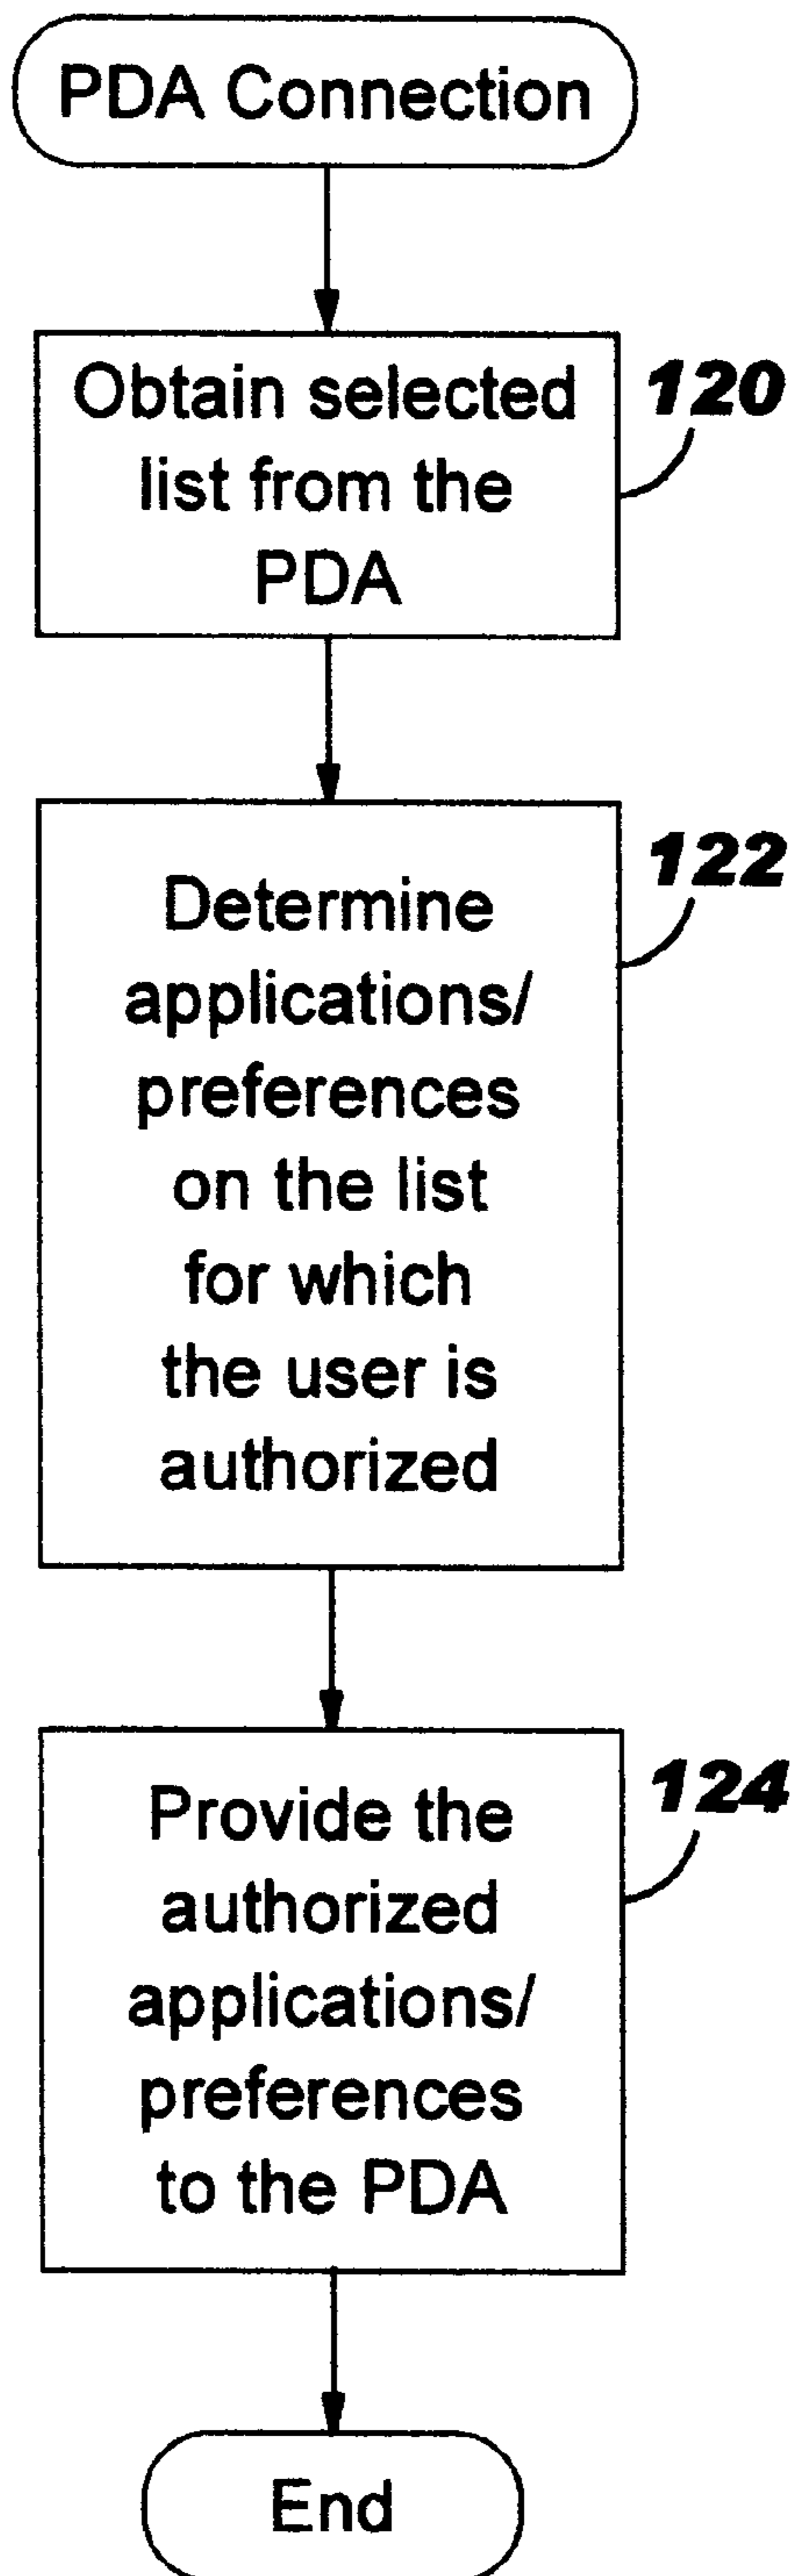 PDA Connection
Obtain selected
list from the
PDA
120
Determine
applications/
preferences
on the list
for which
the user is
authorized
122
Provide the
authorized
applications/
preferences
to the PDA
124
End